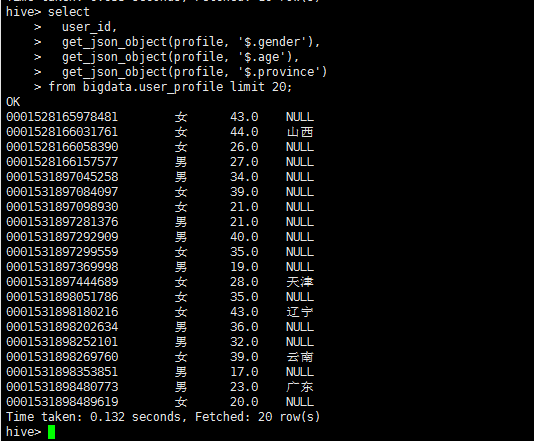 hive> select
    >   user_id,
    >   get_json_object(profile, '$.gender'),
    >   get_json_object(profile, '$.age'),
    >   get_json_object(profile, '$.province')
    > from bigdata.user_profile limit 20;
OK
0001528165978481	女	43.0	NULL
0001528166031761	女	44.0	山西
0001528166058390	女	26.0	NULL
0001528166157577	男	27.0	NULL
0001531897045258	男	34.0	NULL
0001531897084097	女	39.0	NULL
0001531897098930	女	21.0	NULL
0001531897281376	男	21.0	NULL
0001531897292909	男	40.0	NULL
0001531897299559	女	35.0	NULL
0001531897369998	男	19.0	NULL
0001531897444689	女	28.0	天津
0001531898051786	女	35.0	NULL
0001531898180216	女	43.0	辽宁
0001531898202634	男	36.0	NULL
0001531898252101	男	32.0	NULL
0001531898269760	女	39.0	云南
0001531898353851	男	17.0	NULL
0001531898480773	男	23.0	广东
0001531898489619	女	20.0	NULL
Time taken: 0.132 seconds, Fetched: 20 row(s)
hive>